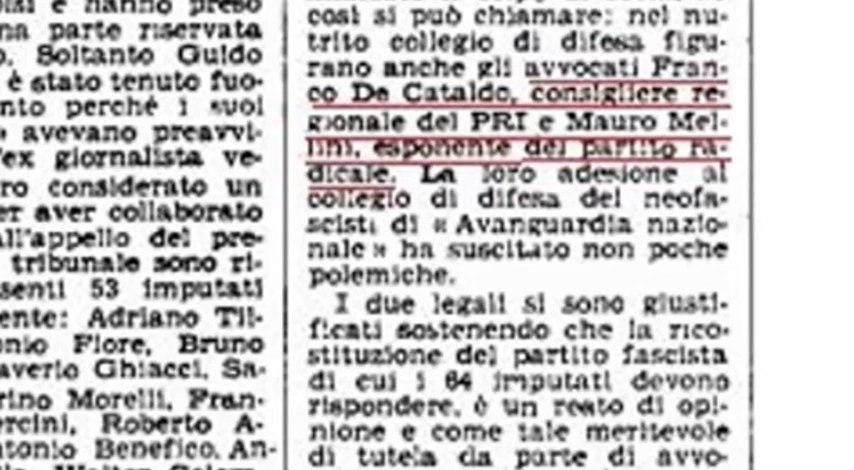 e hanno preso
na parte riservata
o. Soltanto Guido
è stato tenuto fuo-
nto perché i suoi
avevano preavvi-
'ex giornalista ve-
ro considerato un
er aver collaborato
all'appello del pre-
tribunale sono ri-
senti 53 imputati
ente: Adriano Til-
onio Fiore, Bruno
averio Ghiacci, Sa-
rino Morelli, Fran-
ercini, Roberto A-
ntonio Benefico, An-
così si può chiamare: nel nu-
trito collegio di difesa figu-
rano anche gli avvocati Fran-
co De Cataldo, consigliere re-
gionale del PRI e Mauro Mel-
lini, esponente del partito ra-
dicale. La loro adesione al
collegio di difesa dei neofa-
scisti di « Avanguardia nazio-
nale » ha suscitato non poche
polemiche.
I due legali si sono giusti-
ficati sostenendo che la rico-
stituzione del partito fascista
di cui i 64 imputati devono
rispondere, è un reato di opi-
nione e come tale meritevole
di tutela da parte di avvo-